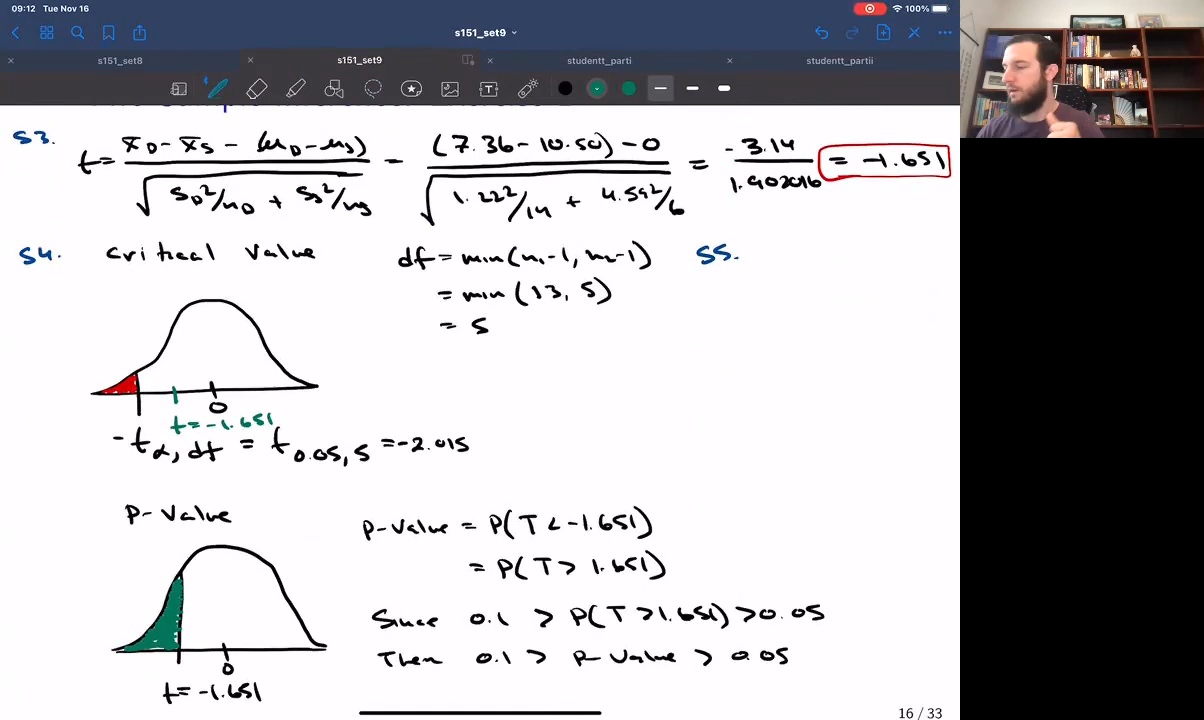 09:12 Tue Nov 16
100%
s151_set9
s151_set8
s151_set9
studentt_parti
studentt_partii
S3.
t = x̄D - x̄S - (μD - μS) / √(SD²/nD + SS²/nS) = (7.36 - 10.50) - 0 / √(1.22²/14 + 4.59²/6) = -3.14 / 1.902016 = -1.651
S4. Critical Value
df = min(n₁-1, n₂-1)
= min(13, 5)
= 5
S5.
0
t = -1.651
-tα, df = t0.05, 5 = -2.015
P-Value
P-Value = P(T < -1.651)
= P(T > 1.651)
Since 0.1 > P(T > 1.651) > 0.05
Then 0.1 > P-Value > 0.05
0
t = -1.651
16 / 33